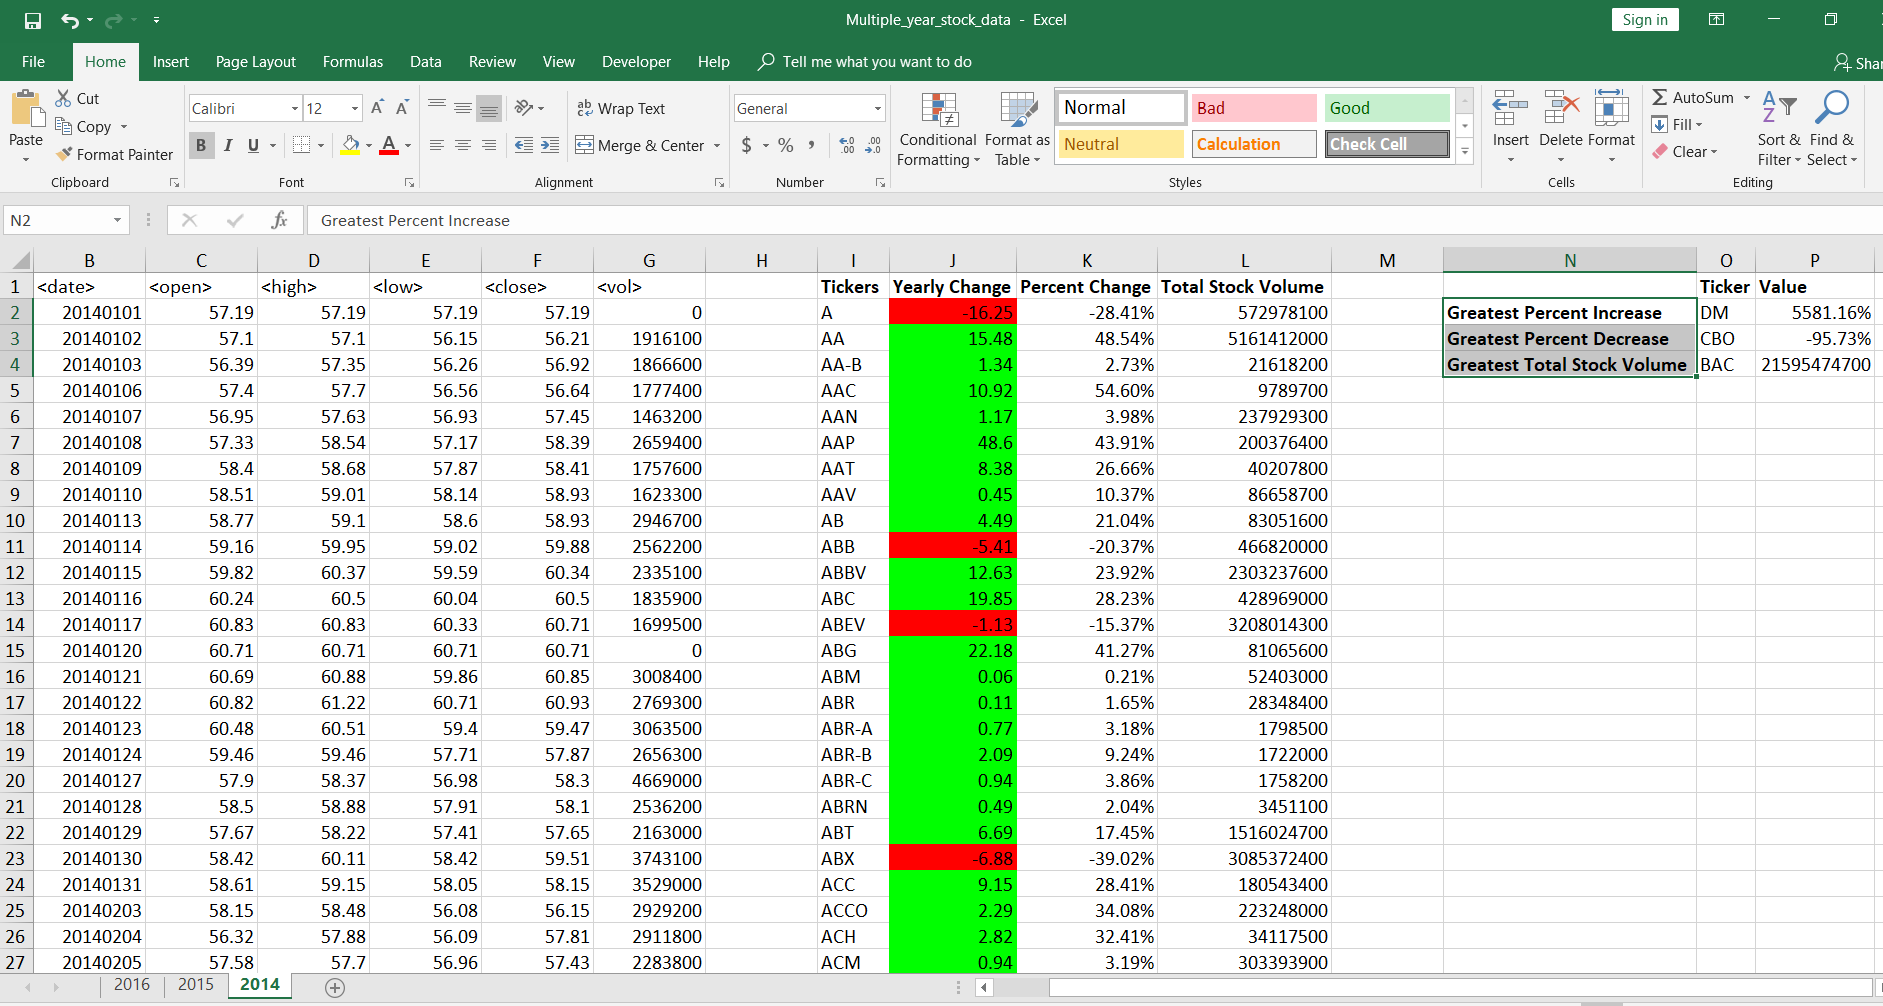 Multiple_year_stock_data - Excel
Sign in
File Home Insert Page Layout Formulas Data Review View Developer Help Tell me what you want to do
Paste
Cut
Copy
Format Painter
Clipboard
Calibri 12
B I U
Font
Wrap Text
Merge & Center
Alignment
General
$ % ,
Number
Conditional Formatting
Format as Table
Normal Bad Good
Neutral Calculation Check Cell
Styles
Insert Delete Format
Cells
AutoSum
Fill
Clear
Sort & Filter
Find & Select
Editing
N2 fx Greatest Percent Increase
B C D E F G H I J K L M N O P
1 <date> <open> <high> <low> <close> <vol> Tickers Yearly Change Percent Change Total Stock Volume Ticker Value
2 20140101 57.19 57.19 57.19 57.19 0 A -16.25 -28.41% 572978100 Greatest Percent Increase DM 5581.16%
3 20140102 57.1 57.1 56.15 56.21 1916100 AA 15.48 48.54% 5161412000 Greatest Percent Decrease CBO -95.73%
4 20140103 56.39 57.35 56.26 56.92 1866600 AA-B 1.34 2.73% 21618200 Greatest Total Stock Volume BAC 21595474700
5 20140106 57.4 57.7 56.56 56.64 1777400 AAC 10.92 54.60% 9789700
6 20140107 56.95 57.63 56.93 57.45 1463200 AAN 1.17 3.98% 237929300
7 20140108 57.33 58.54 57.17 58.39 2659400 AAP 48.6 43.91% 200376400
8 20140109 58.4 58.68 57.87 58.41 1757600 AAT 8.38 26.66% 40207800
9 20140110 58.51 59.01 58.14 58.93 1623300 AAV 0.45 10.37% 86658700
10 20140113 58.77 59.1 58.6 58.93 2946700 AB 4.49 21.04% 83051600
11 20140114 59.16 59.95 59.02 59.88 2562200 ABB -5.41 -20.37% 466820000
12 20140115 59.82 60.37 59.59 60.34 2335100 ABBV 12.63 23.92% 2303237600
13 20140116 60.24 60.5 60.04 60.5 1835900 ABC 19.85 28.23% 428969000
14 20140117 60.83 60.83 60.33 60.71 1699500 ABEV -1.13 -15.37% 3208014300
15 20140120 60.71 60.71 60.71 60.71 0 ABG 22.18 41.27% 81065600
16 20140121 60.69 60.88 59.86 60.85 3008400 ABM 0.06 0.21% 52403000
17 20140122 60.82 61.22 60.71 60.93 2769300 ABR 0.11 1.65% 28348400
18 20140123 60.48 60.51 59.4 59.47 3063500 ABR-A 0.77 3.18% 1798500
19 20140124 59.46 59.46 57.71 57.87 2656300 ABR-B 2.09 9.24% 1722000
20 20140127 57.9 58.37 56.98 58.3 4669000 ABR-C 0.94 3.86% 1758200
21 20140128 58.5 58.88 57.91 58.1 2536200 ABRN 0.49 2.04% 3451100
22 20140129 57.67 58.22 57.41 57.65 2163000 ABT 6.69 17.45% 1516024700
23 20140130 58.42 60.11 58.42 59.51 3743100 ABX -6.88 -39.02% 3085372400
24 20140131 58.61 59.15 58.05 58.15 3529000 ACC 9.15 28.41% 180543400
25 20140203 58.15 58.48 56.08 56.15 2929200 ACCO 2.29 34.08% 223248000
26 20140204 56.32 57.88 56.09 57.81 2911800 ACH 2.82 32.41% 34117500
27 20140205 57.58 57.7 56.96 57.43 2283800 ACM 0.94 3.19% 303393900
2016 2015 2014